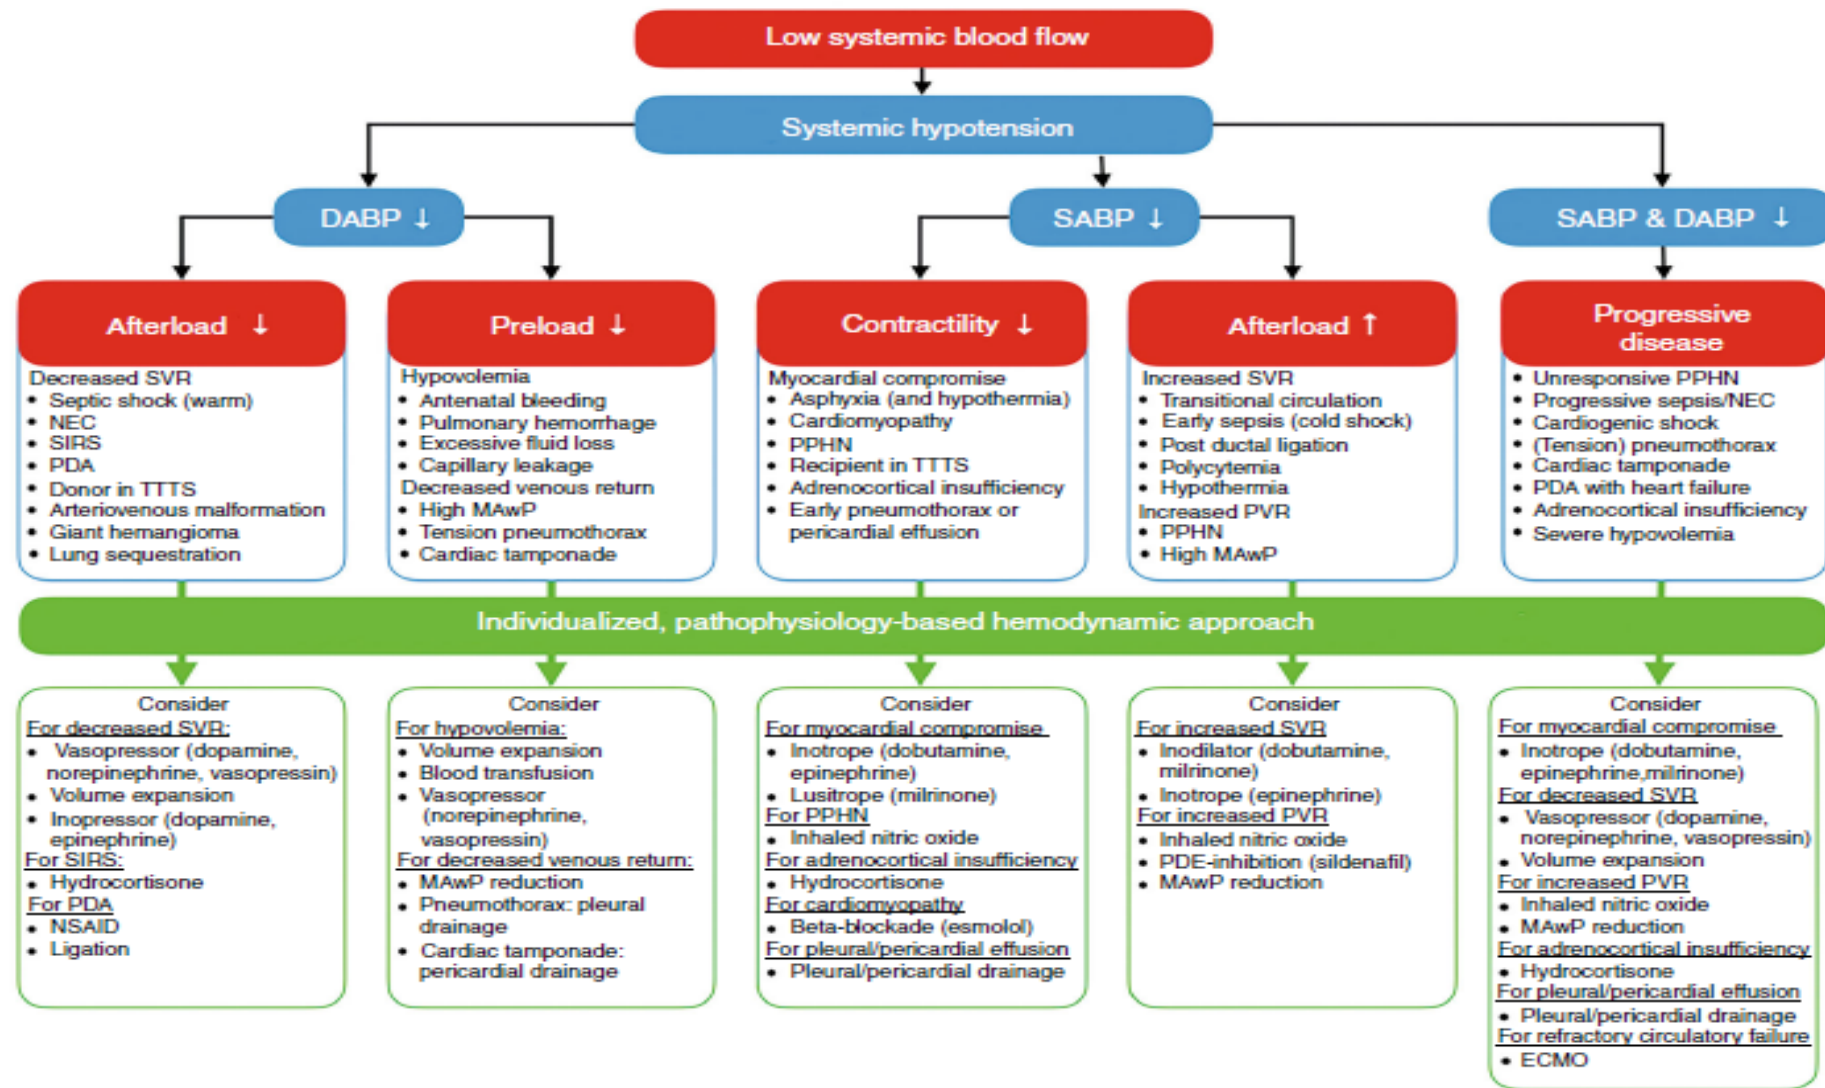 Low systemic blood flow
Systemic hypotension
DABP ↓
SABP ↓
SABP & DABP ↓
Afterload ↓
Decreased SVR
• Septic shock (warm)
• NEC
• SIRS
• PDA
• Donor in TTTS
• Arteriovenous malformation
• Giant hemangioma
• Lung sequestration
Preload ↓
Hypovolemia
• Antenatal bleeding
• Pulmonary hemorrhage
• Excessive fluid loss
• Capillary leakage
Decreased venous return
• High MAwP
• Tension pneumothorax
• Cardiac tamponade
Contractility ↓
Myocardial compromise
• Asphyxia (and hypothermia)
• Cardiomyopathy
• PPHN
• Recipient in TTTS
• Adrenocortical insufficiency
• Early pneumothorax or
pericardial effusion
Afterload ↑
Increased SVR
• Transitional circulation
• Early sepsis (cold shock)
• Post ductal ligation
• Polycytemia
• Hypothermia
Increased PVR
• PPHN
• High MAwP
Progressive
disease
• Unresponsive PPHN
• Progressive sepsis/NEC
• Cardiogenic shock
• (Tension) pneumothorax
• Cardiac tamponade
• PDA with heart failure
• Adrenocortical insufficiency
• Severe hypovolemia
Individualized, pathophysiology-based hemodynamic approach
Consider
For decreased SVR:
• Vasopressor (dopamine,
norepinephrine, vasopressin)
• Volume expansion
• Inopressor (dopamine,
epinephrine)
For SIRS:
• Hydrocortisone
For PDA
• NSAID
• Ligation
Consider
For hypovolemia:
• Volume expansion
• Blood transfusion
• Vasopressor
(norepinephrine,
vasopressin)
For decreased venous return:
• MAwP reduction
• Pneumothorax: pleural
drainage
• Cardiac tamponade:
pericardial drainage
Consider
For myocardial compromise
• Inotrope (dobutamine,
epinephrine)
• Lusitrope (milrinone)
For PPHN
• Inhaled nitric oxide
For adrenocortical insufficiency
• Hydrocortisone
For cardiomyopathy
• Beta-blockade (esmolol)
For pleural/pericardial effusion
• Pleural/pericardial drainage
Consider
For increased SVR
• Inodilator (dobutamine,
milrinone)
• Inotrope (epinephrine)
For increased PVR
• Inhaled nitric oxide
• PDE-inhibition (sildenafil)
• MAwP reduction
Consider
For myocardial compromise
• Inotrope (dobutamine,
epinephrine,milrinone)
For decreased SVR
• Vasopressor (dopamine,
norepinephrine, vasopressin)
• Volume expansion
For increased PVR
• Inhaled nitric oxide
• MAwP reduction
For adrenocortical insufficiency
• Hydrocortisone
For pleural/pericardial effusion
• Pleural/pericardial drainage
For refractory circulatory failure
• ECMO